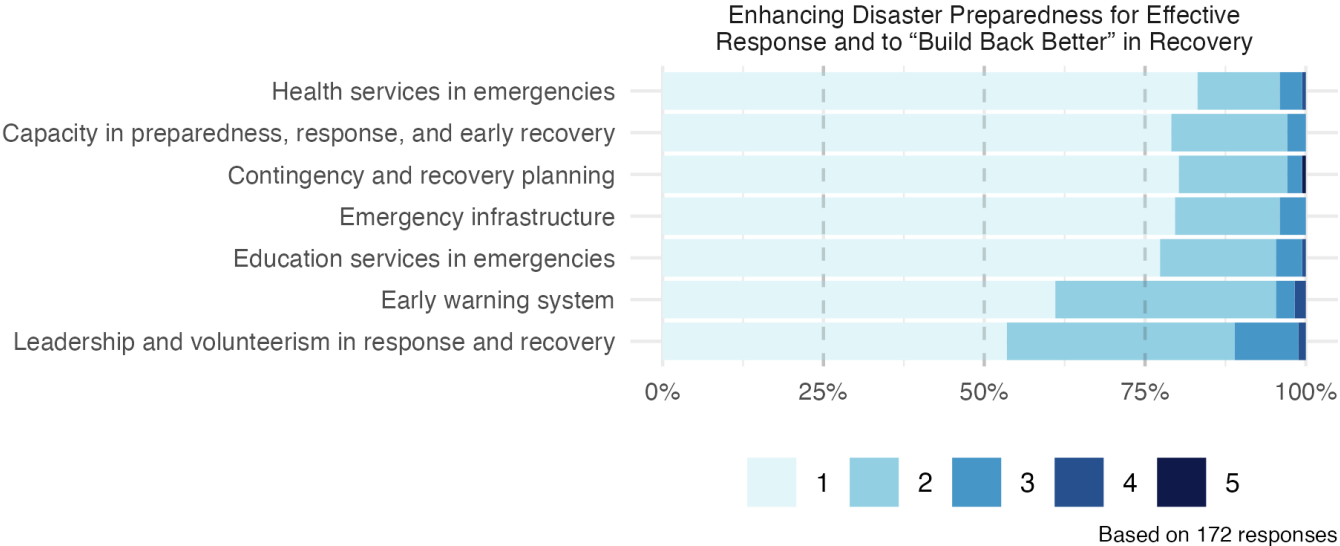 Enhancing Disaster Preparedness for Effective
Response and to “Build Back Better” in Recovery
Health services in emergencies
Capacity in preparedness, response, and early recovery
Contingency and recovery planning
Emergency infrastructure
Education services in emergencies
Early warning system
Leadership and volunteerism in response and recovery
0% 25% 50% 75% 100%
1 2 3 4 5
Based on 172 responses